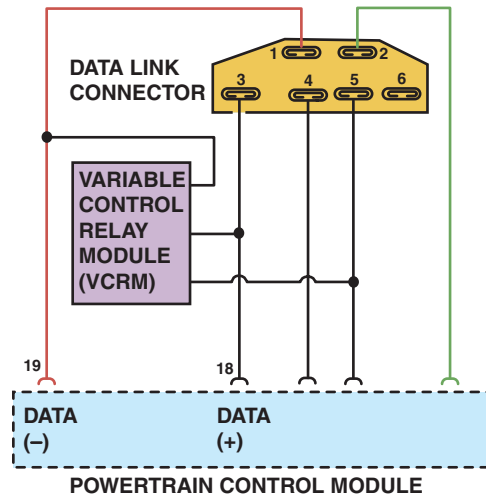 1
2
DATA LINK
CONNECTOR
3
4
5
6
VARIABLE
CONTROL
RELAY
MODULE
(VCRM)
19
18
DATA
(–)
DATA
(+)
POWERTRAIN CONTROL MODULE